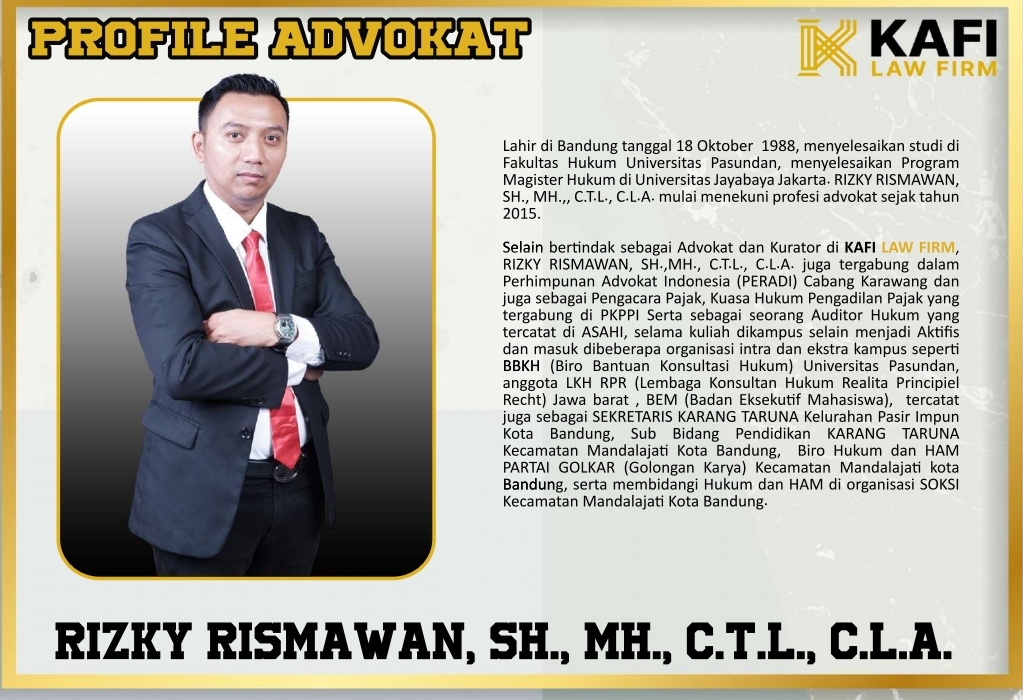 PROFILE ADVOKAT
KAFI
LAW FIRM
Lahir di Bandung tanggal 18 Oktober 1988, menyelesaikan studi di
Fakultas Hukum Universitas Pasundan, menyelesaikan Program
Magister Hukum di Universitas Jayabaya Jakarta. RIZKY RISMAWAN,
SH., MH.,, C.T.L., C.L.A. mulai menekuni profesi advokat sejak tahun
2015.
Selain bertindak sebagai Advokat dan Kurator di KAFI LAW FIRM,
RIZKY RISMAWAN, SH.,MH., C.T.L., C.L.A. juga tergabung dalam
Perhimpunan Advokat Indonesia (PERADI) Cabang Karawang dan
juga sebagai Pengacara Pajak, Kuasa Hukum Pengadilan Pajak yang
tergabung di PKPPI Serta sebagai seorang Auditor Hukum yang
tercatat di ASAHI, selama kuliah dikampus selain menjadi Aktifis
dan masuk dibeberapa organisasi intra dan ekstra kampus seperti
BBKH (Biro Bantuan Konsultasi Hukum) Universitas Pasundan,
anggota LKH RPR (Lembaga Konsultan Hukum Realita Principiel
Recht) Jawa barat , BEM (Badan Eksekutif Mahasiswa), tercatat
juga sebagai SEKRETARIS KARANG TARUNA Kelurahan Pasir Impun
Kota Bandung, Sub Bidang Pendidikan KARANG TARUNA
Kecamatan Mandalajati Kota Bandung, Biro Hukum dan HAM
PARTAI GOLKAR (Golongan Karya) Kecamatan Mandalajati kota
Bandung, serta membidangi Hukum dan HAM di organisasi SOKSI
Kecamatan Mandalajati Kota Bandung.
RIZKY RISMAWAN, SH., MH., C.T.L., C.L.A.